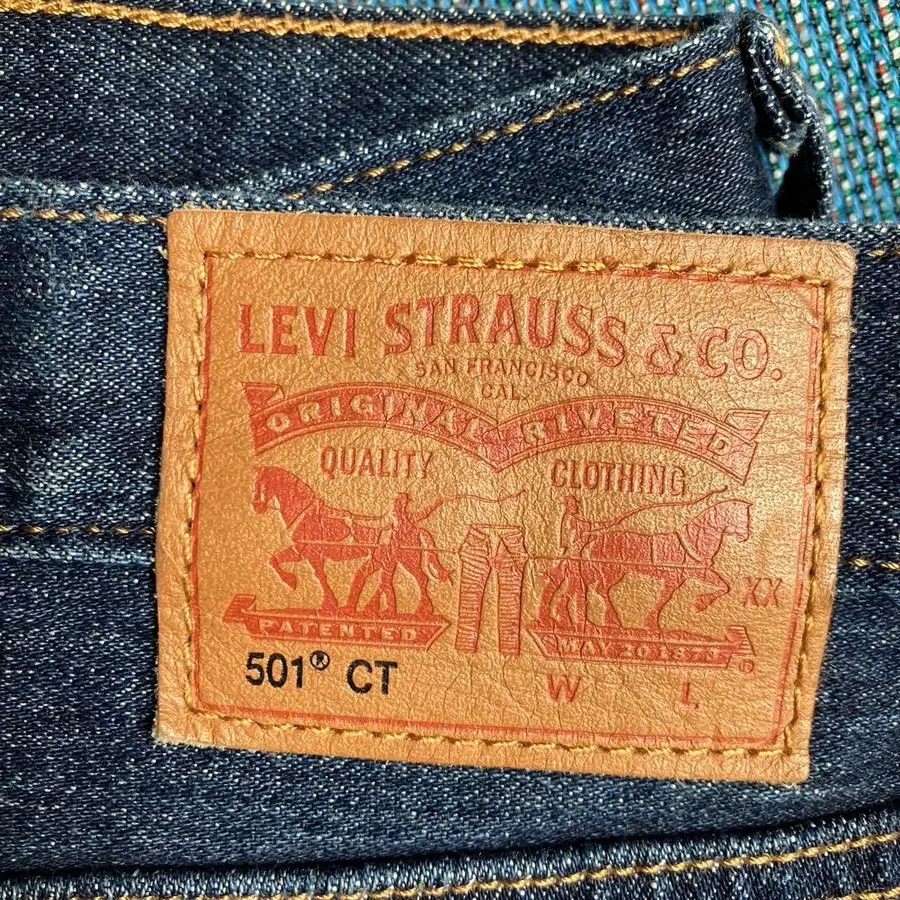 LEVI STRAUSS & CO.
SAN FRANCISCO
CAL.
ORIGINAL RIVETED
QUALITY CLOTHING
XX
PATENTED MAY 20 1873
®
501® CT W L